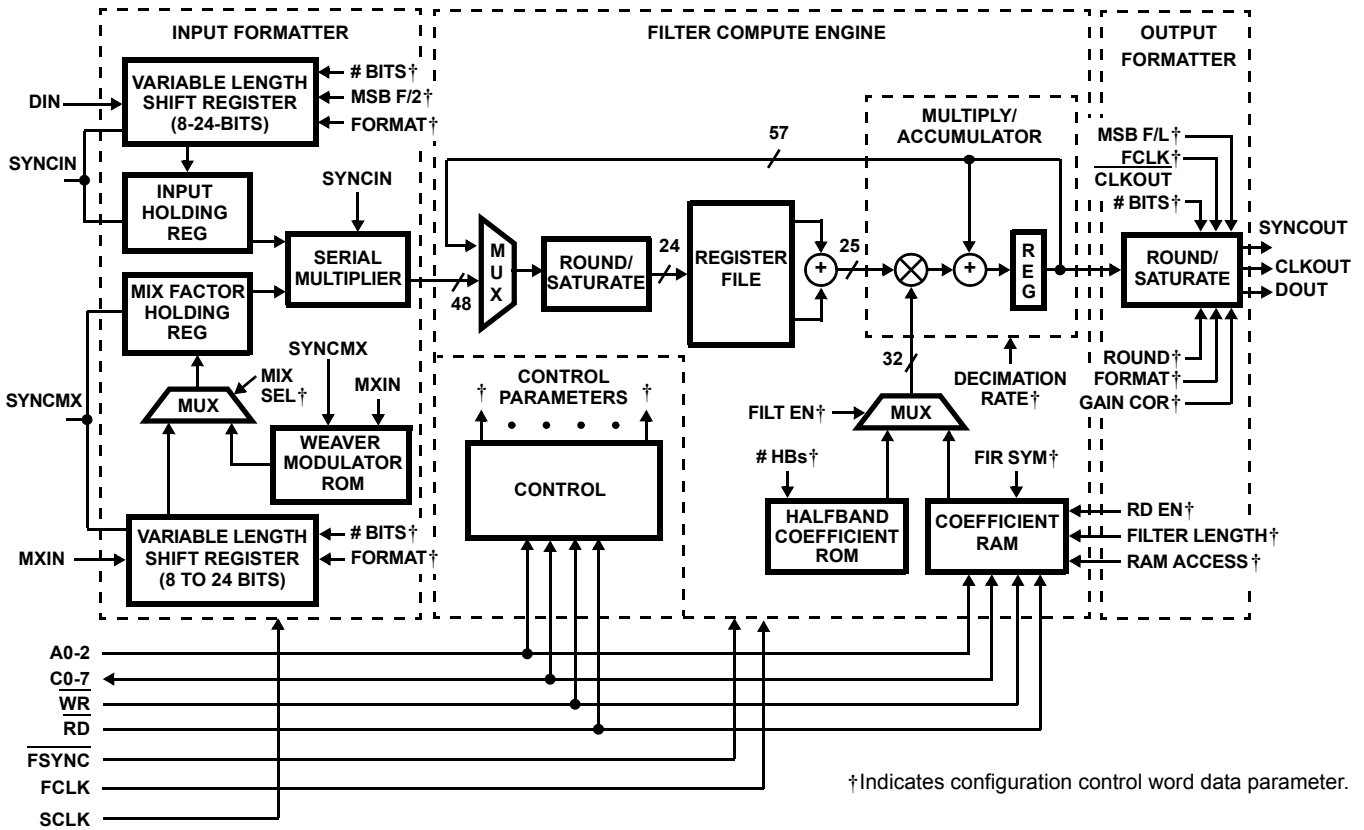 INPUT FORMATTER
VARIABLE LENGTH
SHIFT REGISTER
(8-24-BITS)
# BITS†
MSB F/2†
FORMAT†
DIN
SYNCIN
INPUT
HOLDING
REG
SYNCIN
SERIAL
MULTIPLIER
MIX FACTOR
HOLDING
REG
SYNCMX
MIX
SEL†
MXIN
SYNCMX
MUX
WEAVER
MODULATOR
ROM
VARIABLE LENGTH
SHIFT REGISTER
(8 TO 24 BITS)
# BITS†
FORMAT†
MXIN
FILTER COMPUTE ENGINE
57
48
MUX
ROUND/
SATURATE
24
REGISTER
FILE
+
25
MULTIPLY/
ACCUMULATOR
+
REG
32
DECIMATION
RATE†
† CONTROL †
PARAMETERS
CONTROL
FILT EN†
MUX
# HBs†
FIR SYM†
HALFBAND
COEFFICIENT
ROM
COEFFICIENT
RAM
RD EN†
FILTER LENGTH†
RAM ACCESS†
OUTPUT
FORMATTER
MSB F/L†
FCLK†
CLKOUT
# BITS†
ROUND/
SATURATE
SYNCOUT
CLKOUT
DOUT
ROUND†
FORMAT†
GAIN COR†
A0-2
C0-7
WR
RD
FSYNC
FCLK
SCLK
†Indicates configuration control word data parameter.